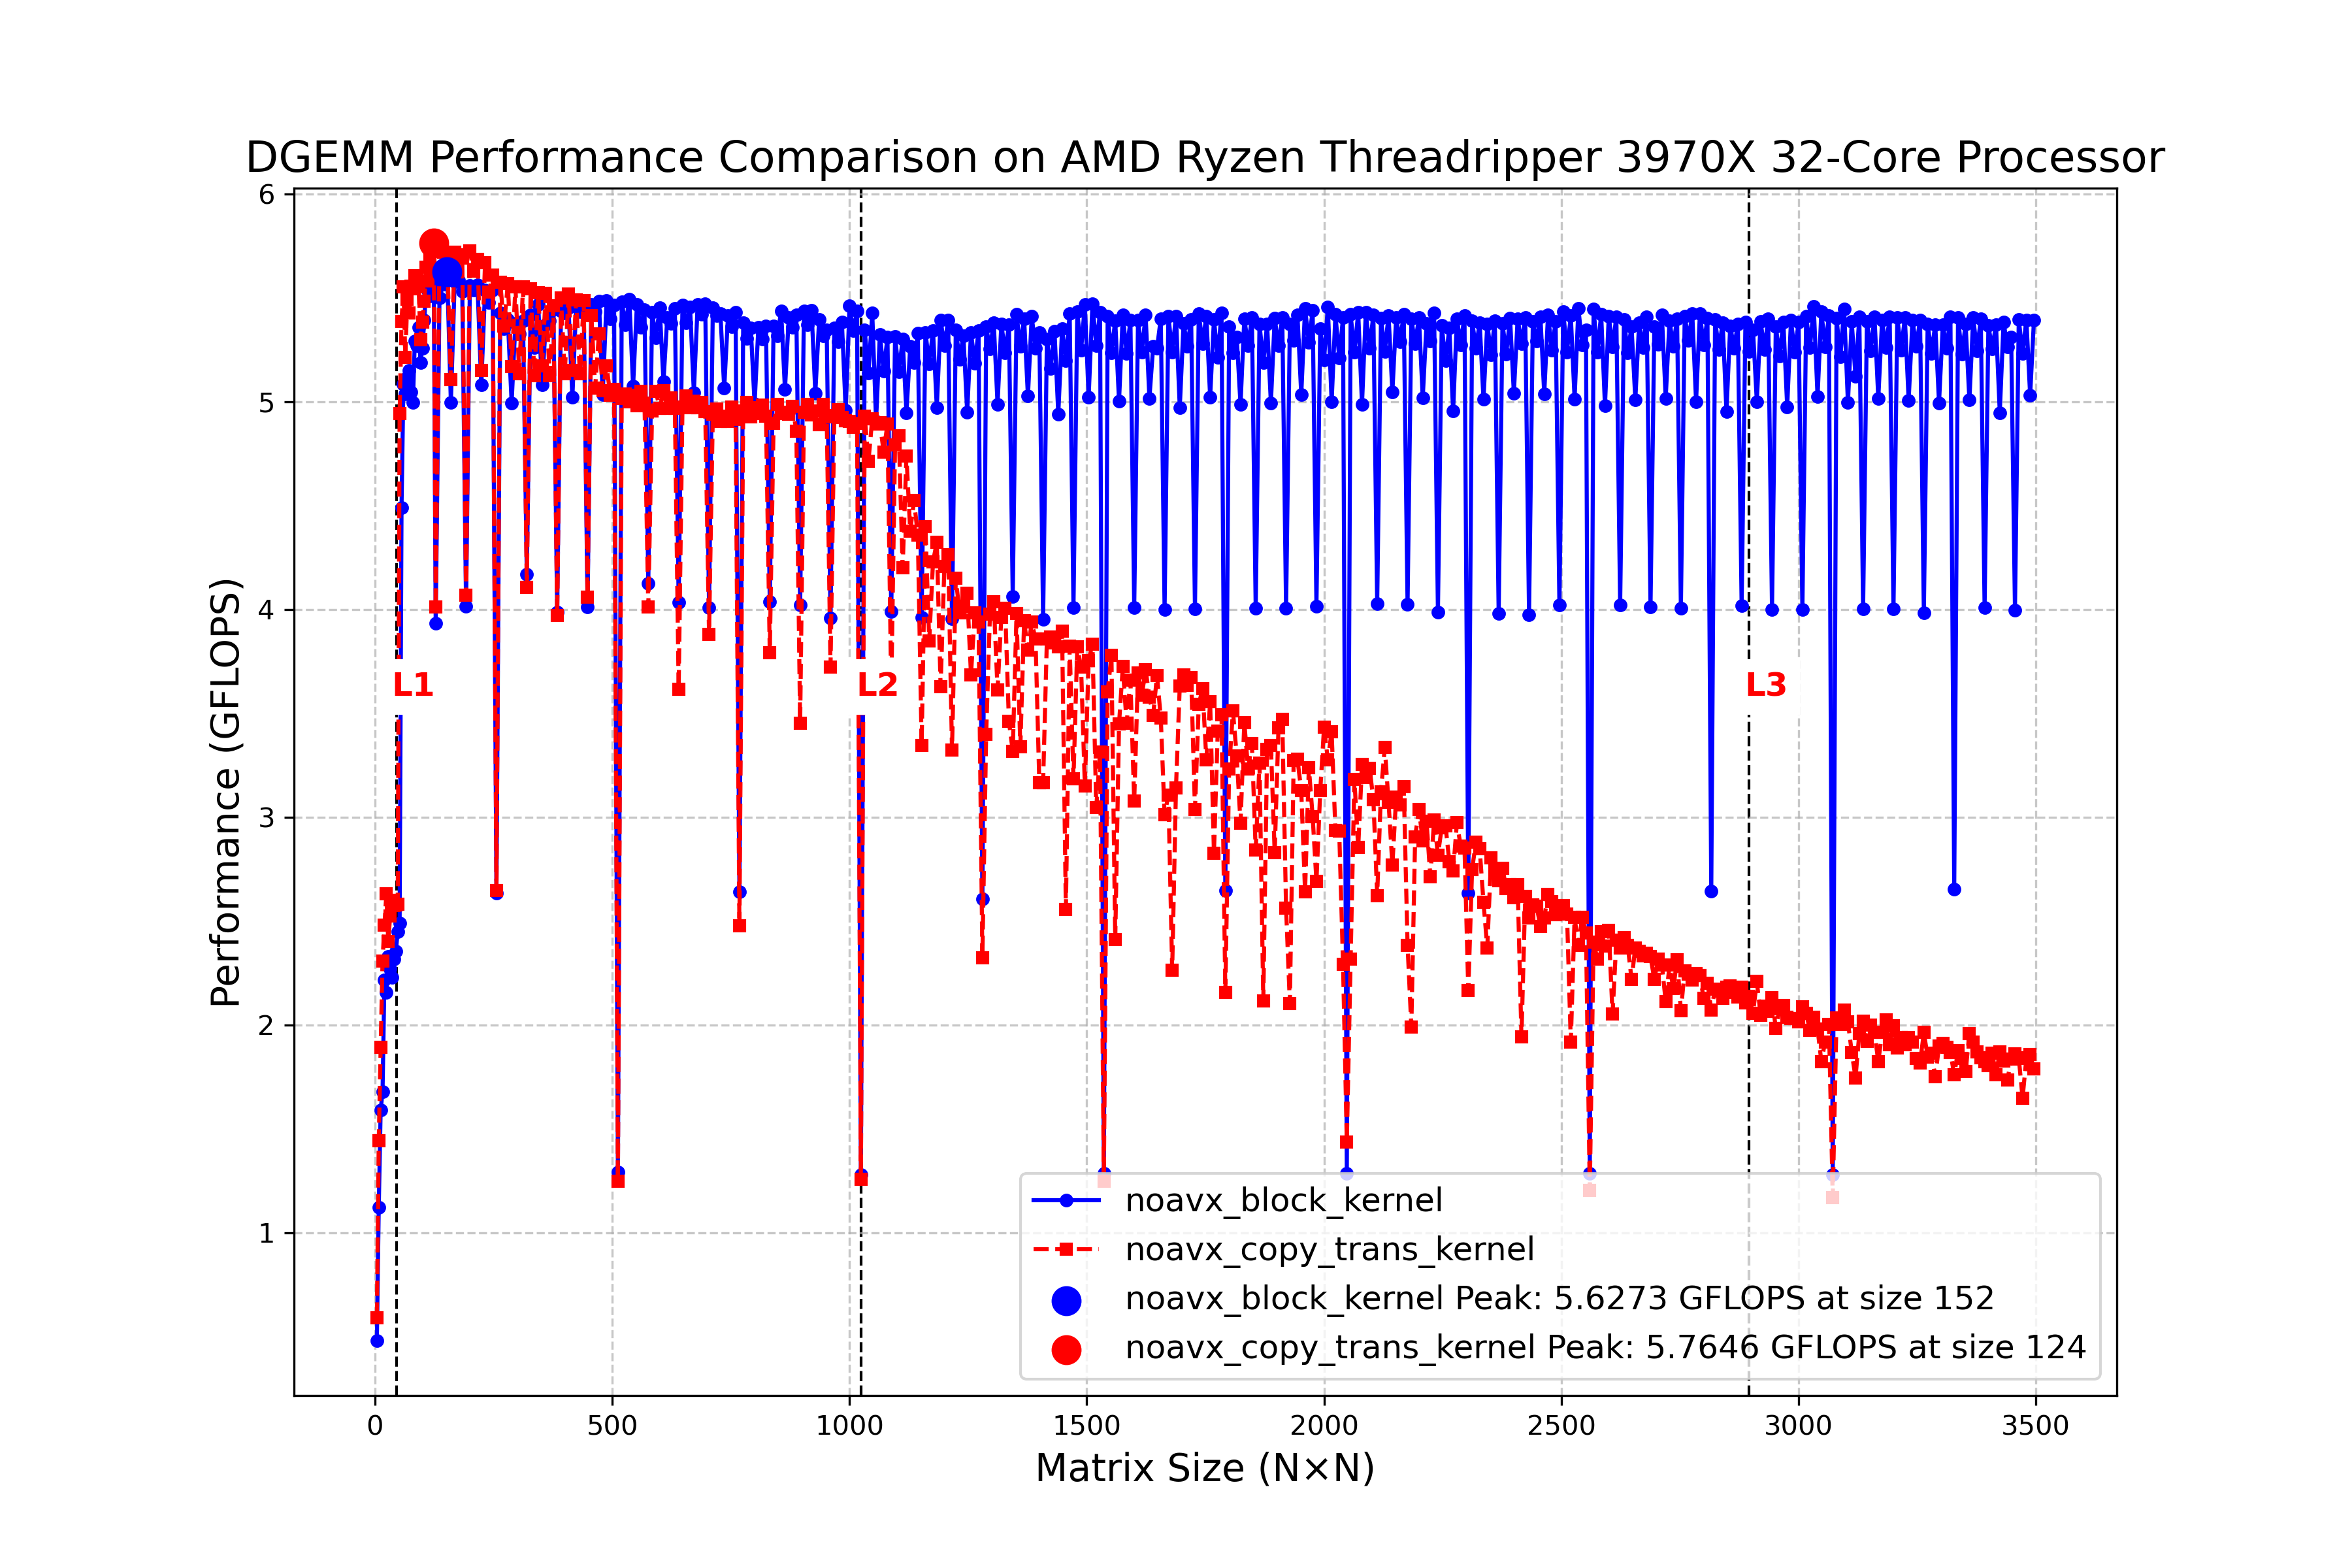 DGEMM Performance Comparison on AMD Ryzen Threadripper 3970X 32-Core Processor
Performance (GFLOPS)
6
5
4
3
2
1
L1
L2
L3
noavx_block_kernel
noavx_copy_trans_kernel
noavx_block_kernel Peak: 5.6273 GFLOPS at size 152
noavx_copy_trans_kernel Peak: 5.7646 GFLOPS at size 124
0 500 1000 1500 2000 2500 3000 3500
Matrix Size (N×N)